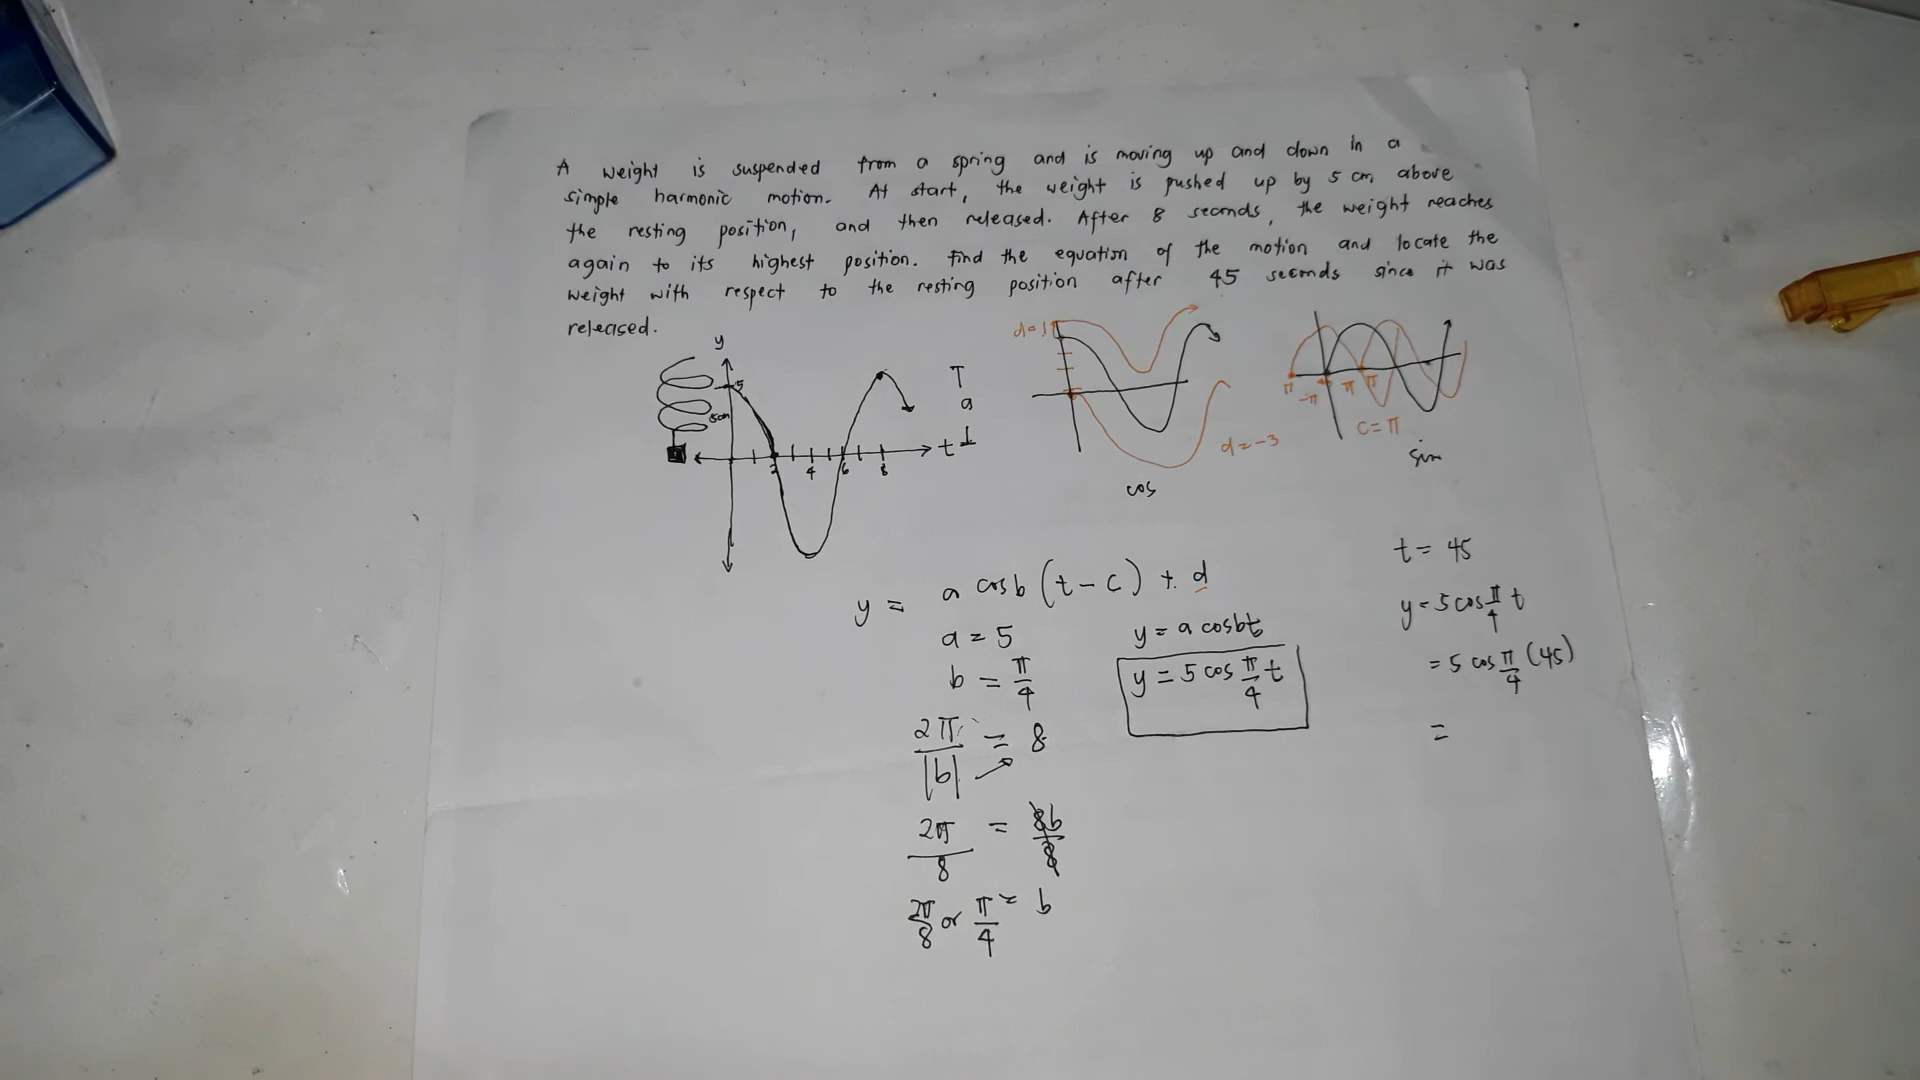 A weight is suspended from a spring and is moving up and down in a
simple harmonic motion. At start, the weight is pushed up by 5 cm above
the resting position, and then released. After 8 seconds, the weight reaches
again to its highest position. Find the equation of the motion and locate the
weight with respect to the resting position after 45 seconds since it was
released.
y
5
5cm
2 4 6 8
t
T
a
d = 1
d = -3
cos
π -π π π
c = π
sin
y = a cos b (t - c) + d
a = 5
b = π/4
2π/|b| = 8
2π/8 = 8b/8
2π/8 or π/4 = b
y = a cos bt
y = 5 cos π/4 t
t = 45
y = 5 cos π/4 t
= 5 cos π/4 (45)
=